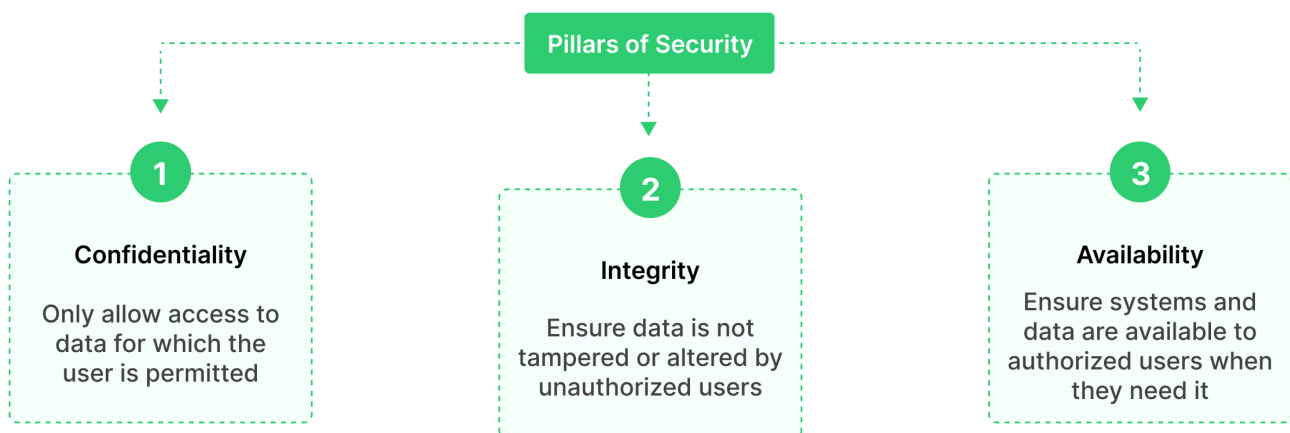 Pillars of Security
1
Confidentiality
Only allow access to
data for which the
user is permitted
2
Integrity
Ensure data is not
tampered or altered by
unauthorized users
3
Availability
Ensure systems and
data are available to
authorized users when
they need it